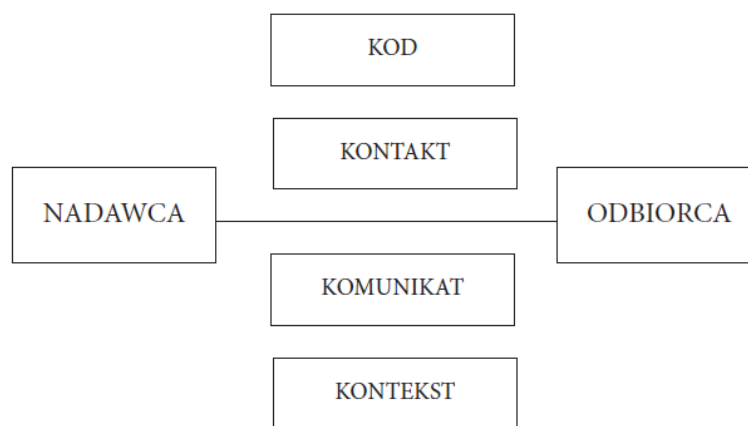 KOD
KONTAKT
NADAWCA
ODBIORCA
KOMUNIKAT
KONTEKST